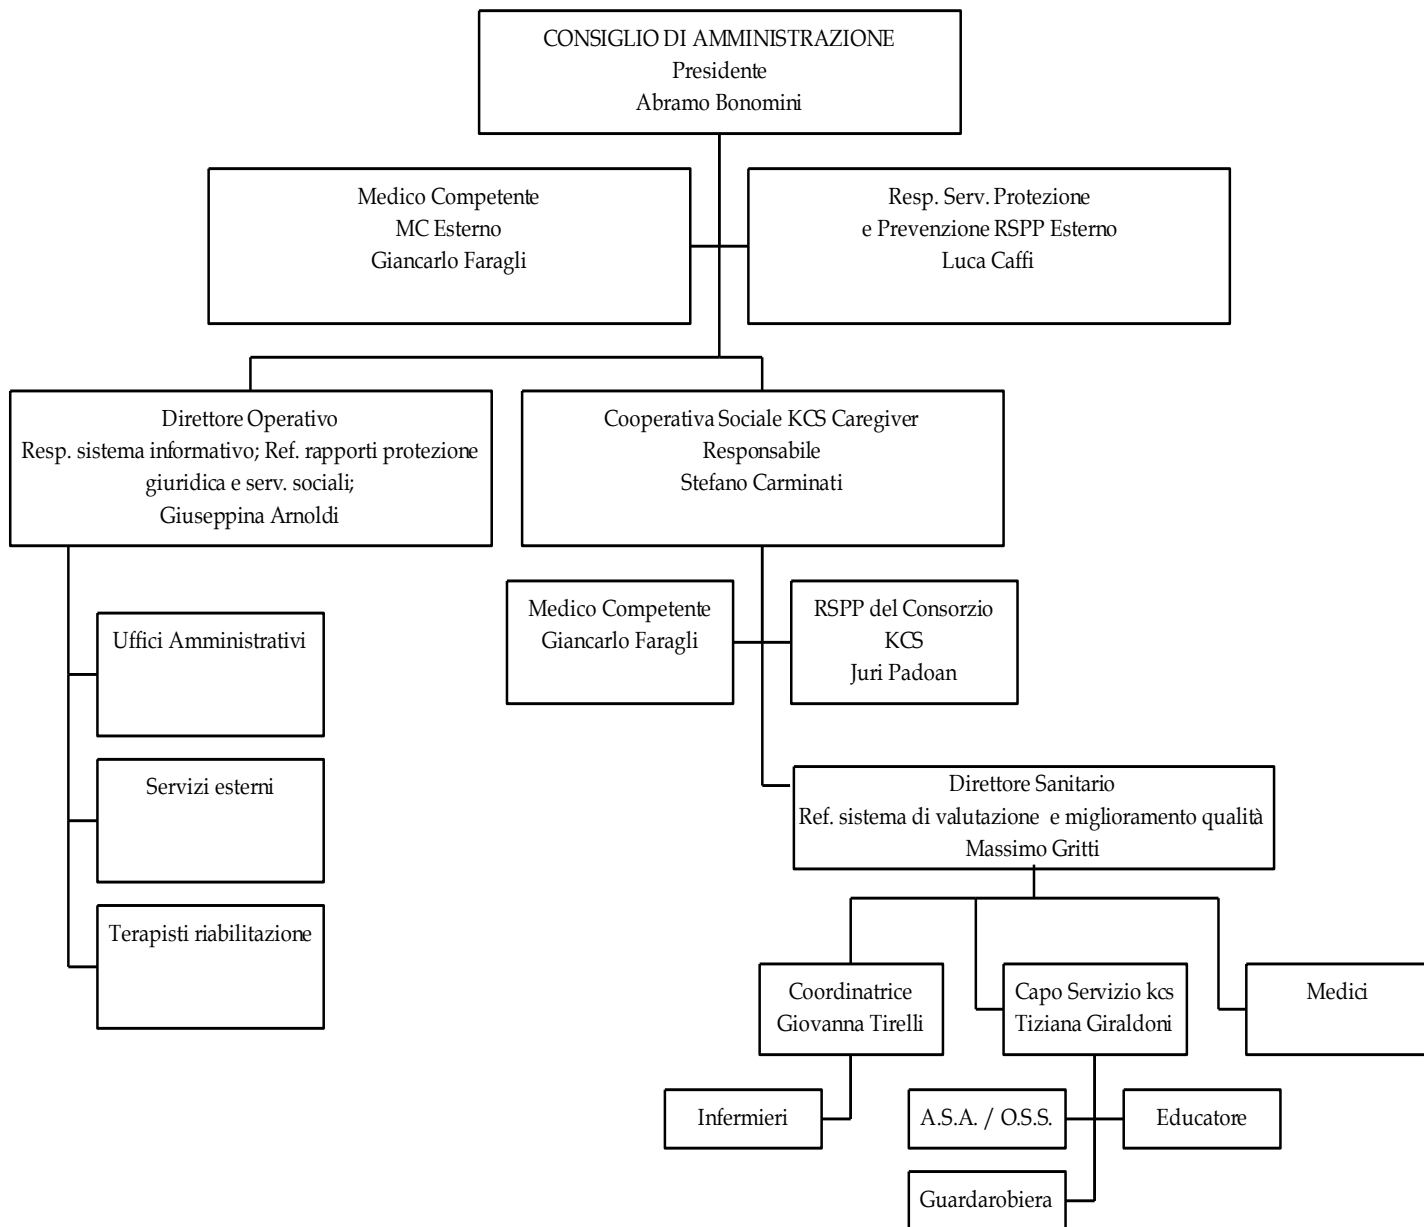 CONSIGLIO DI AMMINISTRAZIONE
Presidente
Abramo Bonomini
Medico Competente
MC Esterno
Giancarlo Faragli
Resp. Serv. Protezione
e Prevenzione RSPP Esterno
Luca Caffi
Direttore Operativo
Resp. sistema informativo; Ref. rapporti protezione
giuridica e serv. sociali;
Giuseppina Arnoldi
Cooperativa Sociale KCS Caregiver
Responsabile
Stefano Carminati
Uffici Amministrativi
Servizi esterni
Terapisti riabilitazione
Medico Competente
Giancarlo Faragli
RSPP del Consorzio
KCS
Juri Padoan
Direttore Sanitario
Ref. sistema di valutazione e miglioramento qualità
Massimo Gritti
Coordinatrice
Giovanna Tirelli
Capo Servizio kcs
Tiziana Giraldoni
Medici
Infermieri
A.S.A. / O.S.S.
Educatore
Guardarobiera